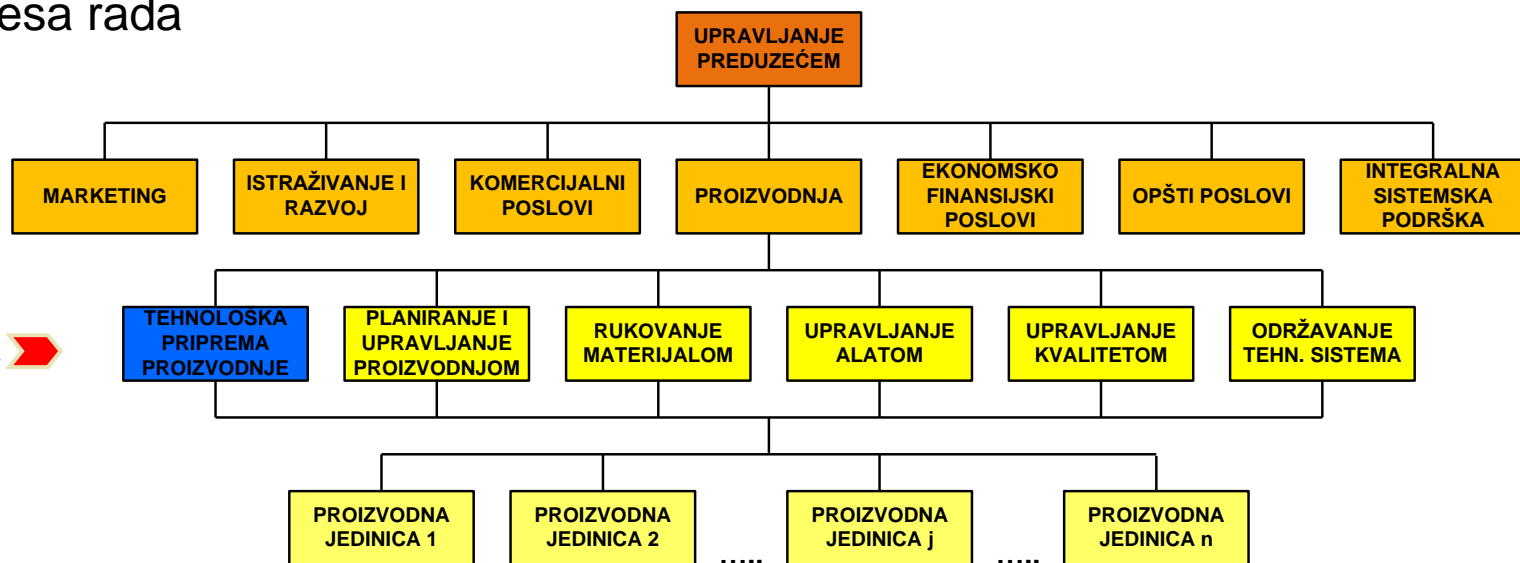 esa rada
UPRAVLJANJE
PREDUZEĆEM
MARKETING
ISTRAŽIVANJE I
RAZVOJ
KOMERCIJALNI
POSLOVI
PROIZVODNJA
EKONOMSKO
FINANSIJSKI
POSLOVI
OPŠTI POSLOVI
INTEGRALNA
SISTEMSKA
PODRŠKA
TEHNOLOŠKA
PRIPREMA
PROIZVODNJE
PLANIRANJE I
UPRAVLJANJE
PROIZVODNJOM
RUKOVANJE
MATERIJALOM
UPRAVLJANJE
ALATOM
UPRAVLJANJE
KVALITETOM
ODRŽAVANJE
TEHN. SISTEMA
PROIZVODNA
JEDINICA 1
PROIZVODNA
JEDINICA 2
.....
PROIZVODNA
JEDINICA j
.....
PROIZVODNA
JEDINICA n